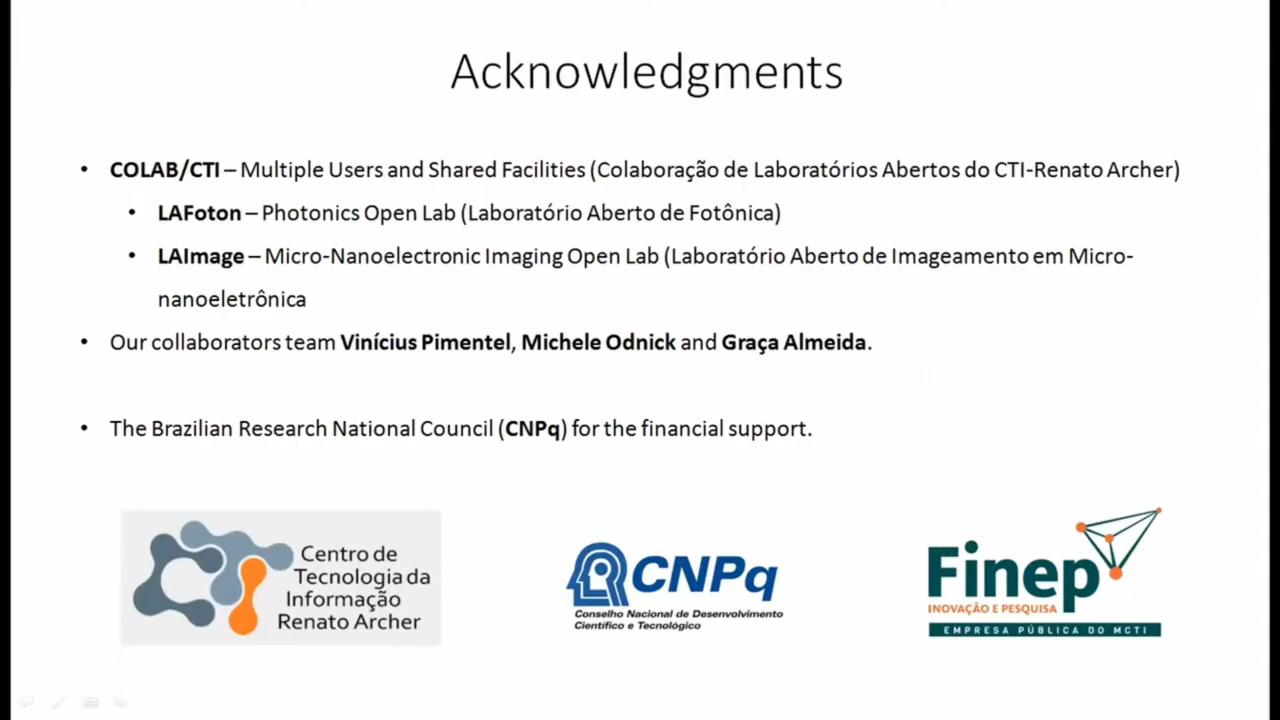 Acknowledgments
• COLAB/CTI – Multiple Users and Shared Facilities (Colaboração de Laboratórios Abertos do CTI-Renato Archer)
• LAFoton – Photonics Open Lab (Laboratório Aberto de Fotônica)
• LAImage – Micro-Nanoelectronic Imaging Open Lab (Laboratório Aberto de Imageamento em Micro-
nanoeletrônica
• Our collaborators team Vinícius Pimentel, Michele Odnick and Graça Almeida.
• The Brazilian Research National Council (CNPq) for the financial support.
Centro de
Tecnologia da
Informação
Renato Archer
CNPq
Conselho Nacional de Desenvolvimento
Científico e Tecnológico
Finep
INOVAÇÃO E PESQUISA
EMPRESA PÚBLICA DO MCTI